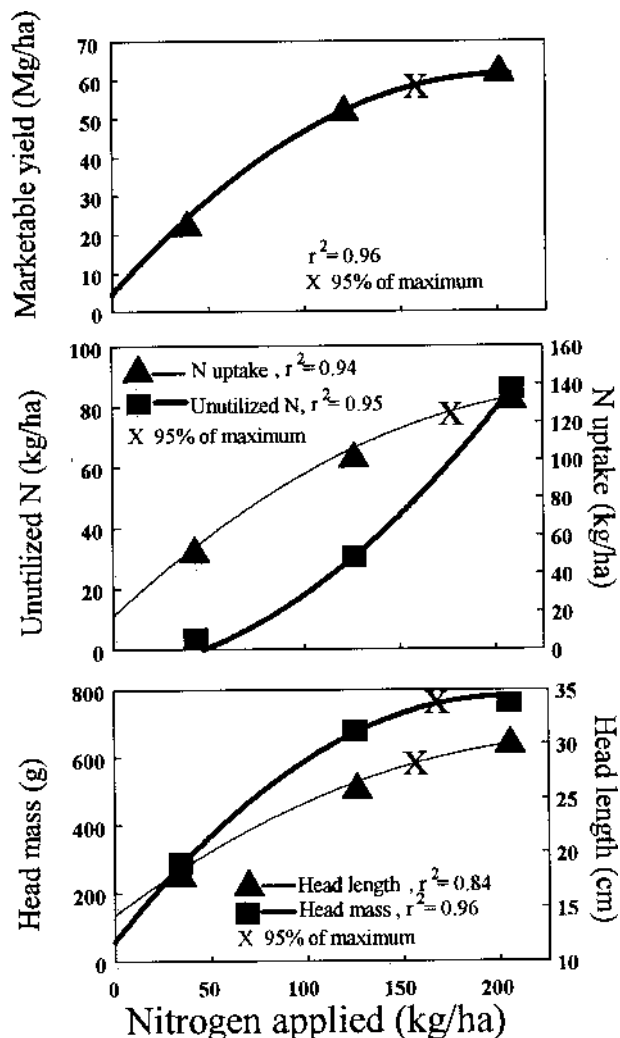 Marketable yield (Mg/ha)
70
60
50
40
30
20
10
0
r²= 0.96
X 95% of maximum
Unutilized N (kg/ha)
100
80
60
40
20
0
N uptake , r²= 0.94
Unutilized N, r²= 0.95
X 95% of maximum
160
140
120
100
80
60
40
20
0
N uptake (kg/ha)
Head mass (g)
800
600
400
200
0
Head length , r²= 0.84
Head mass , r²= 0.96
X 95% of maximum
35
30
25
19
14
10
Head length (cm)
0 50 100 150 200
Nitrogen applied (kg/ha)